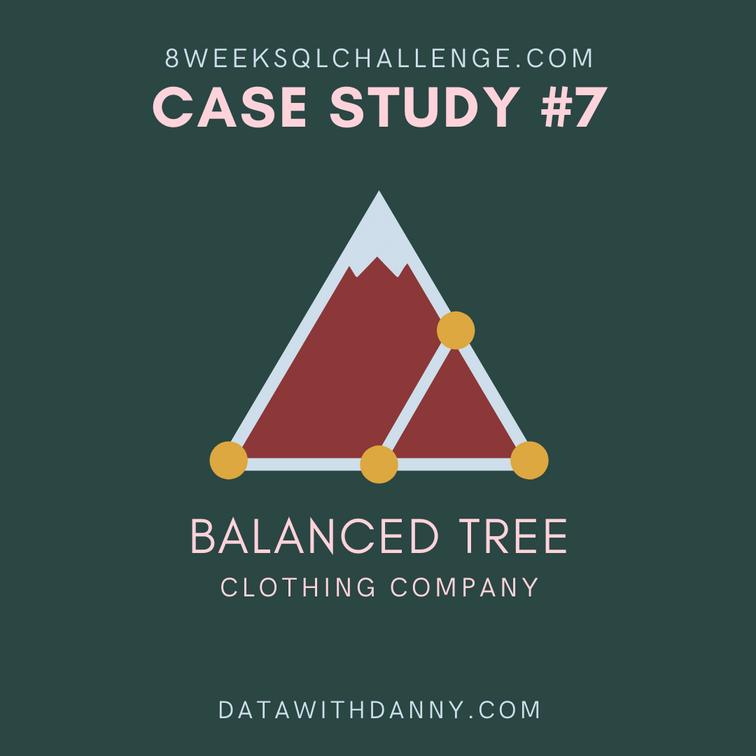 8WEEKSQLCHALLENGE.COM
CASE STUDY #7
BALANCED TREE
CLOTHING COMPANY
DATAWITHDANNY.COM